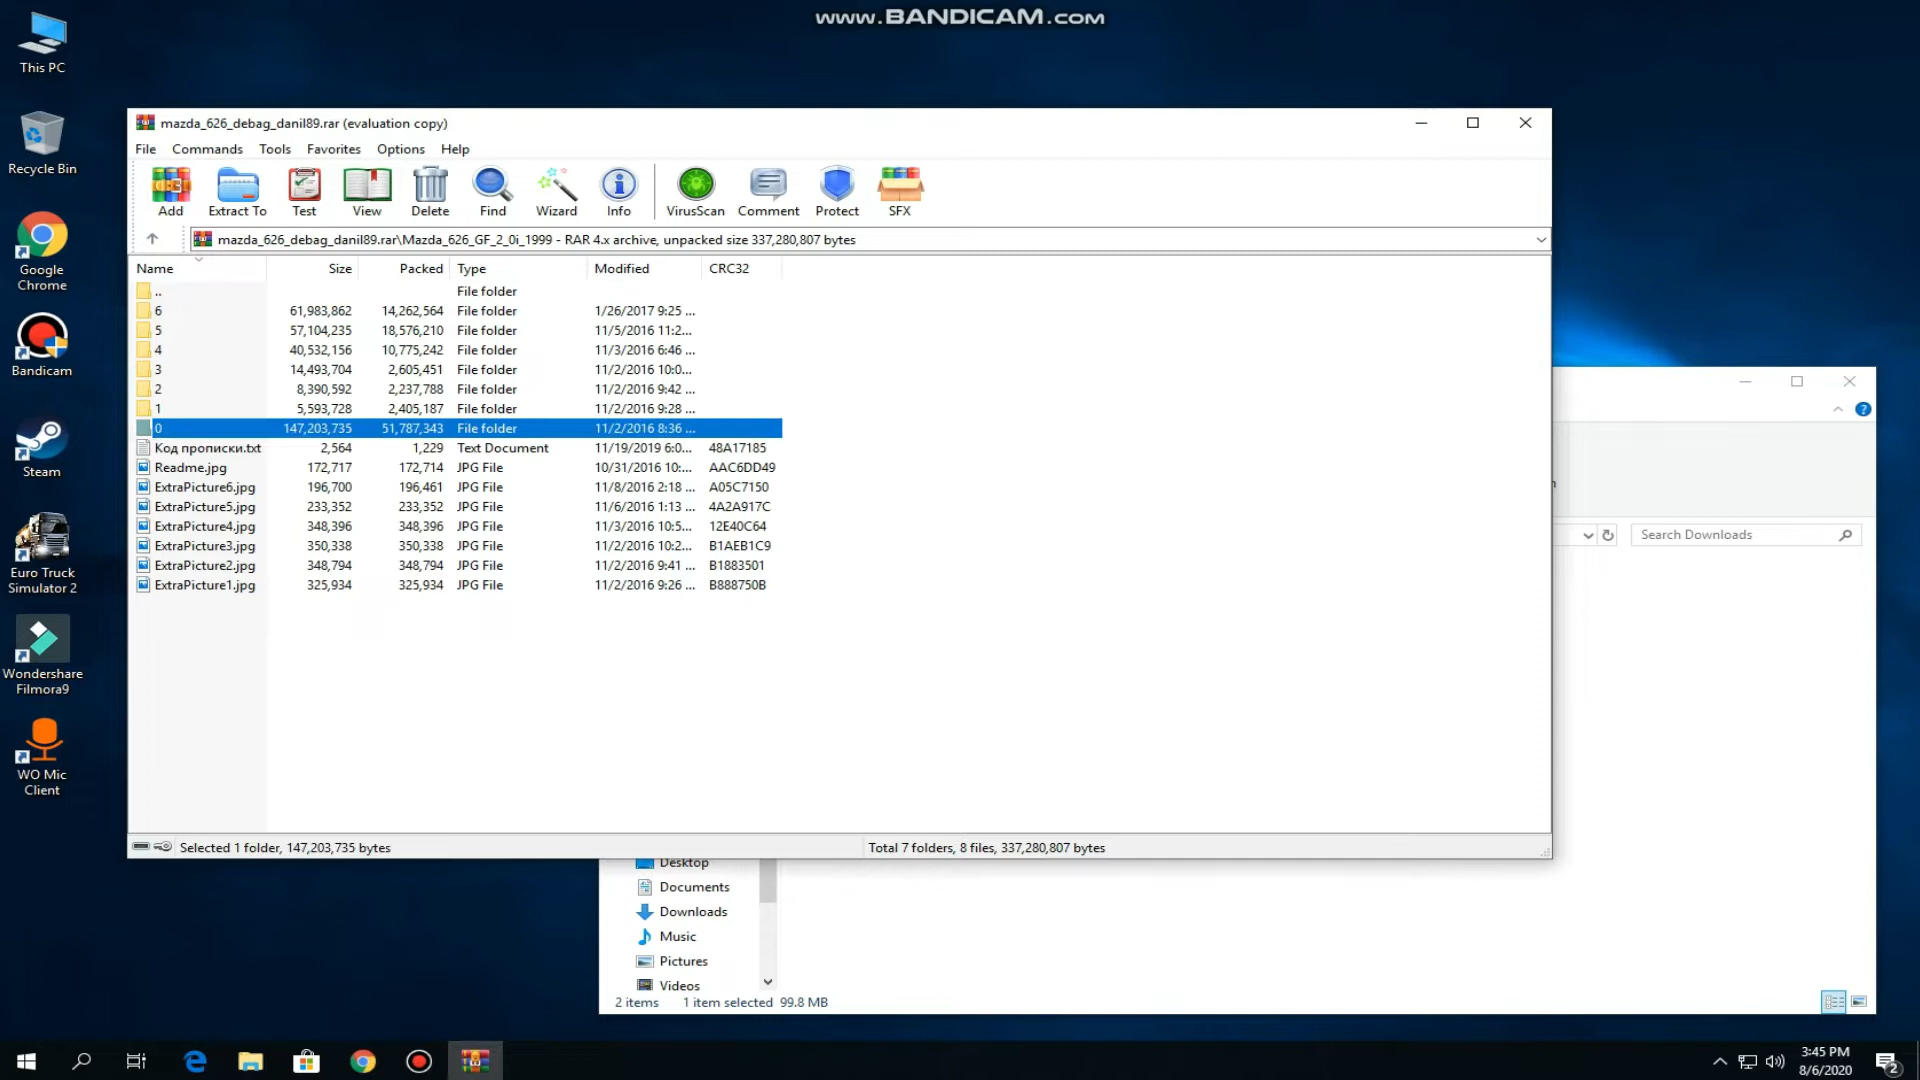 www.BANDICAM.com
This PC
Recycle Bin
Google
Chrome
Bandicam
Steam
Euro Truck
Simulator 2
Wondershare
Filmora9
WO Mic
Client
mazda_626_debag_danil89.rar (evaluation copy)
File Commands Tools Favorites Options Help
Add Extract To Test View Delete Find Wizard Info VirusScan Comment Protect SFX
mazda_626_debag_danil89.rar\Mazda_626_GF_2_0i_1999 - RAR 4.x archive, unpacked size 337,280,807 bytes
Name Size Packed Type Modified CRC32
.. File folder
6 61,983,862 14,262,564 File folder 1/26/2017 9:25 ...
5 57,104,235 18,576,210 File folder 11/5/2016 11:2...
4 40,532,156 10,775,242 File folder 11/3/2016 6:46 ...
3 14,493,704 2,605,451 File folder 11/2/2016 10:0...
2 8,390,592 2,237,788 File folder 11/2/2016 9:42 ...
1 5,593,728 2,405,187 File folder 11/2/2016 9:28 ...
0 147,203,735 51,787,343 File folder 11/2/2016 8:36 ...
Код прописки.txt 2,564 1,229 Text Document 11/19/2019 6:0... 48A17185
Readme.jpg 172,717 172,714 JPG File 10/31/2016 10:... AAC6DD49
ExtraPicture6.jpg 196,700 196,461 JPG File 11/8/2016 2:18 ... A05C7150
ExtraPicture5.jpg 233,352 233,352 JPG File 11/6/2016 1:13 ... 4A2A917C
ExtraPicture4.jpg 348,396 348,396 JPG File 11/3/2016 10:5... 12E40C64
ExtraPicture3.jpg 350,338 350,338 JPG File 11/2/2016 10:2... B1AEB1C9
ExtraPicture2.jpg 348,794 348,794 JPG File 11/2/2016 9:41 ... B1883501
ExtraPicture1.jpg 325,934 325,934 JPG File 11/2/2016 9:26 ... B888750B
Selected 1 folder, 147,203,735 bytes Total 7 folders, 8 files, 337,280,807 bytes
Search Downloads
Desktop
Documents
Downloads
Music
Pictures
Videos
2 items 1 item selected 99.8 MB
3:45 PM
8/6/2020
2